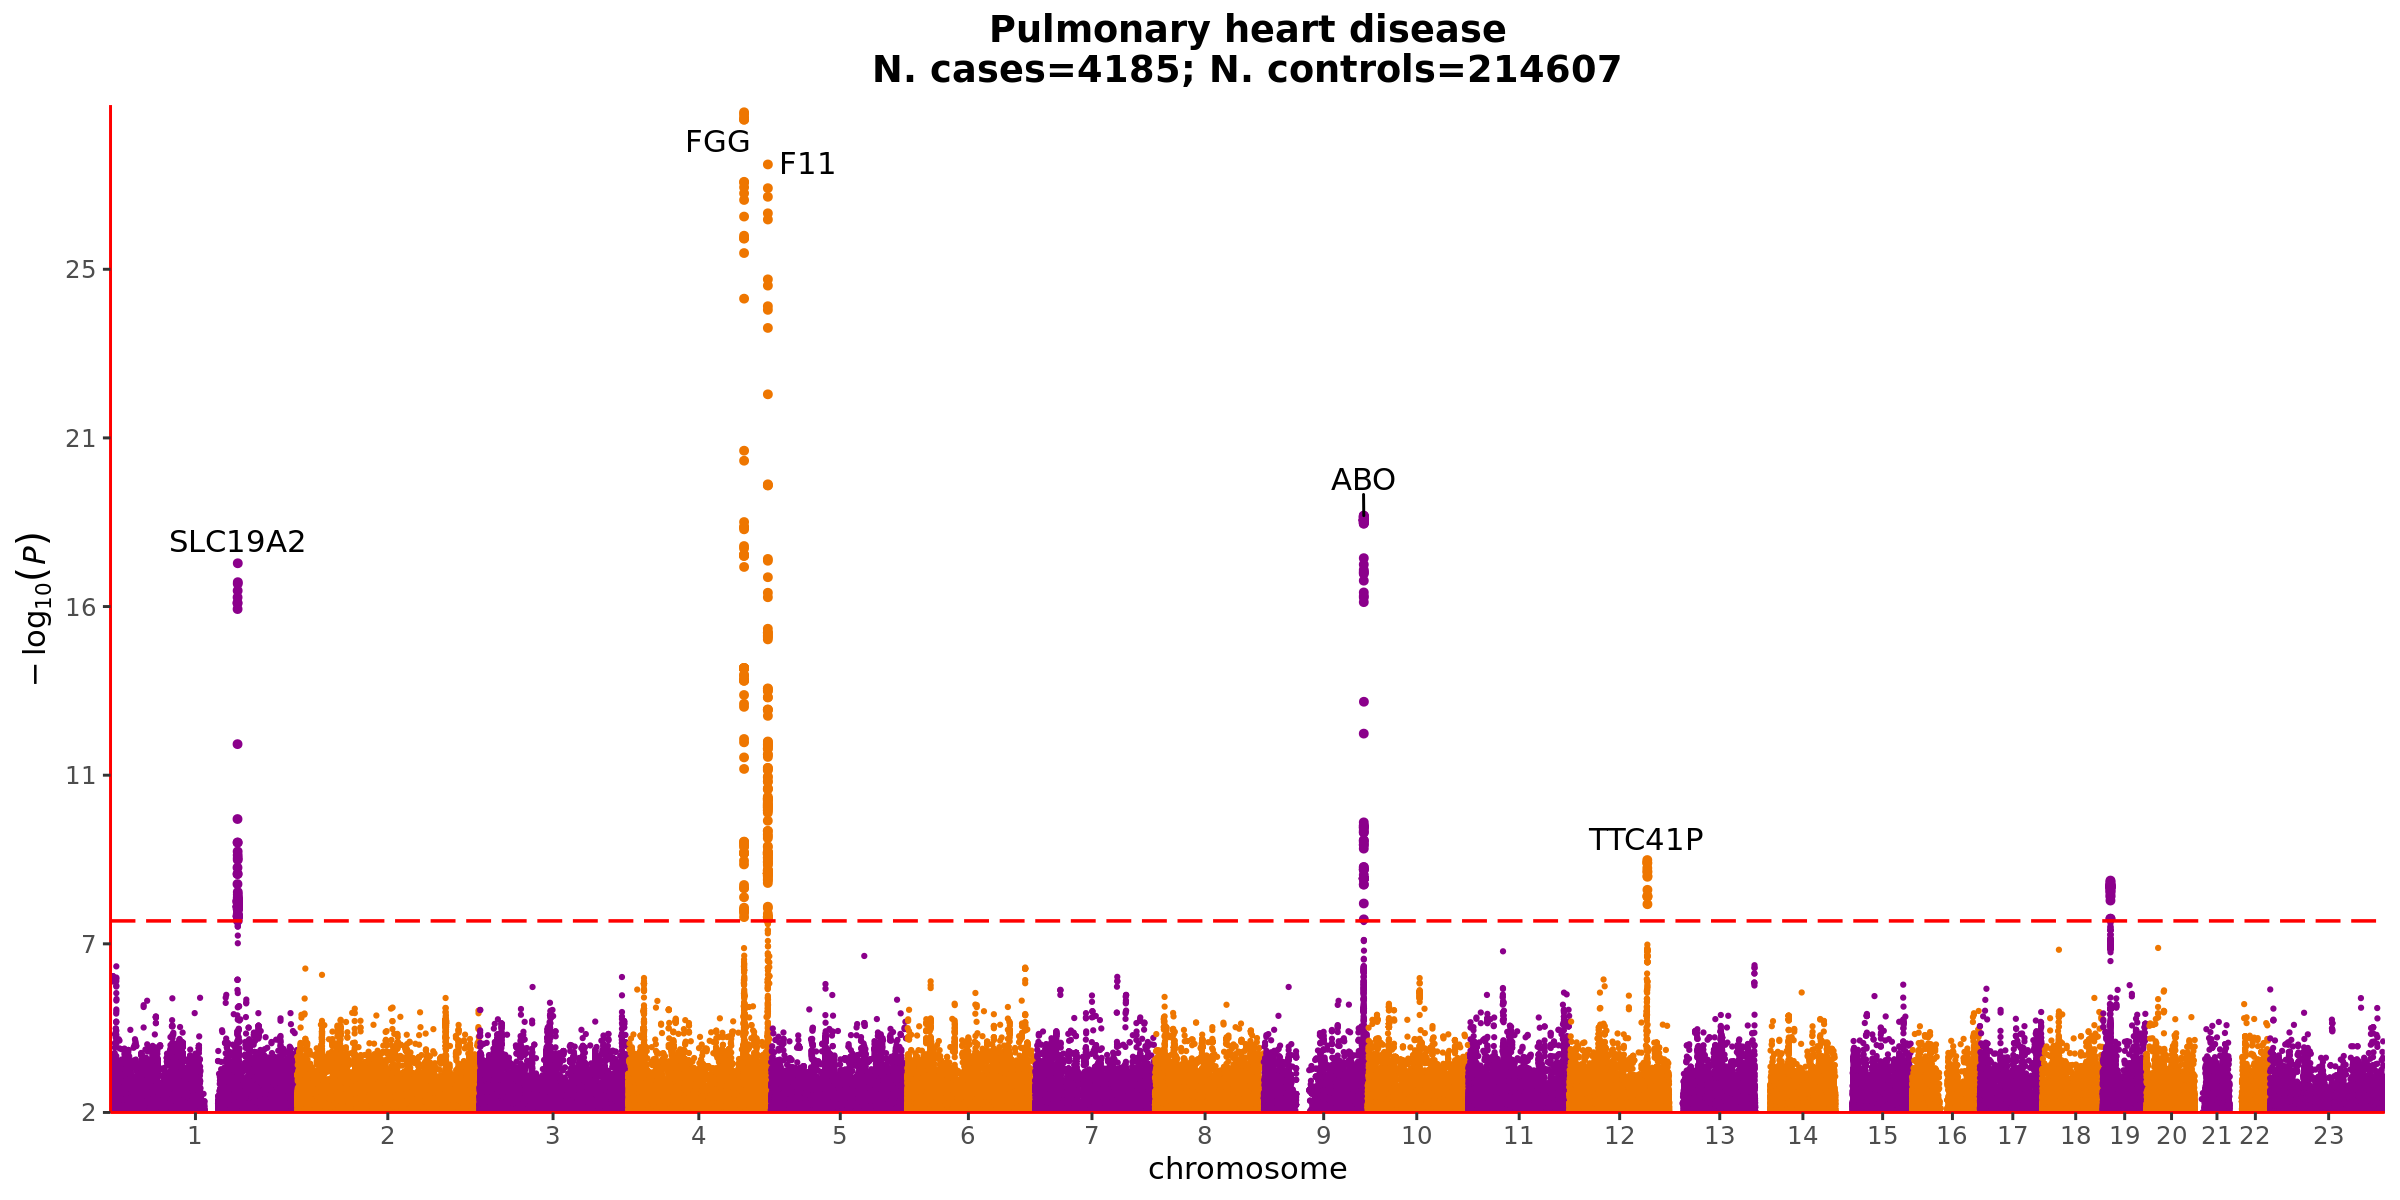 Pulmonary heart disease
N. cases=4185; N. controls=214607
FGG
F11
25
21
ABO
SLC19A2
− log10(P)
16
11
TTC41P
7
2
1 2 3 4 5 6 7 8 9 10 11 12 13 14 15 16 17 18 19 20 21 22 23
chromosome